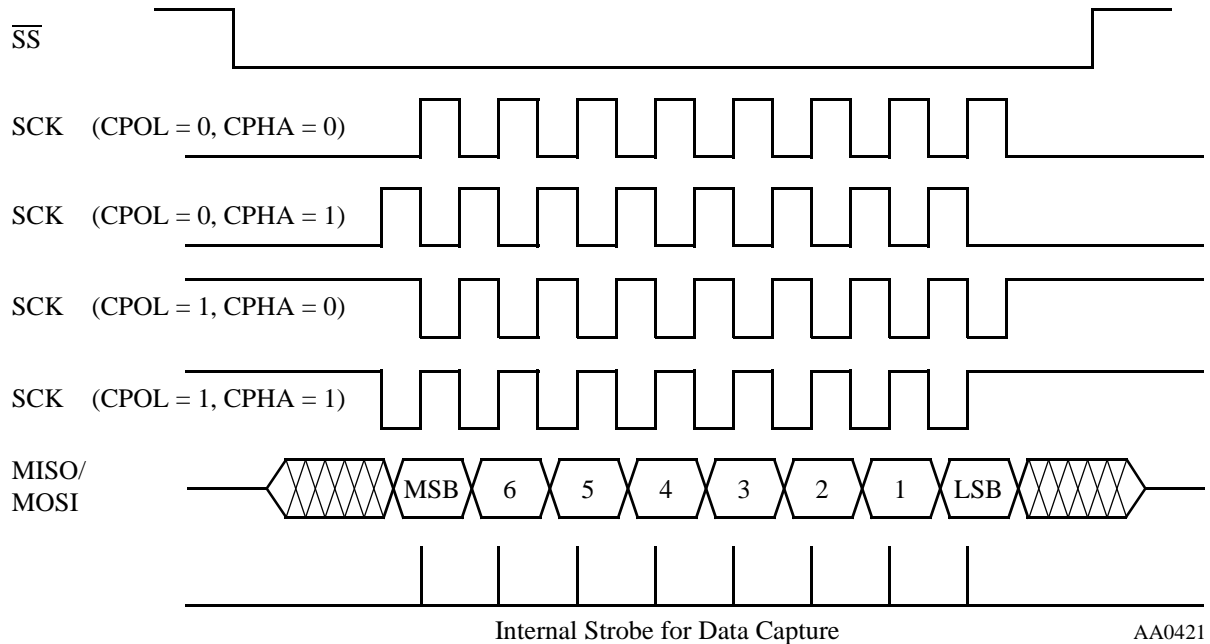 SS
SCK (CPOL = 0, CPHA = 0)
SCK (CPOL = 0, CPHA = 1)
SCK (CPOL = 1, CPHA = 0)
SCK (CPOL = 1, CPHA = 1)
MISO/
MOSI
MSB 6 5 4 3 2 1 LSB
Internal Strobe for Data Capture
AA0421